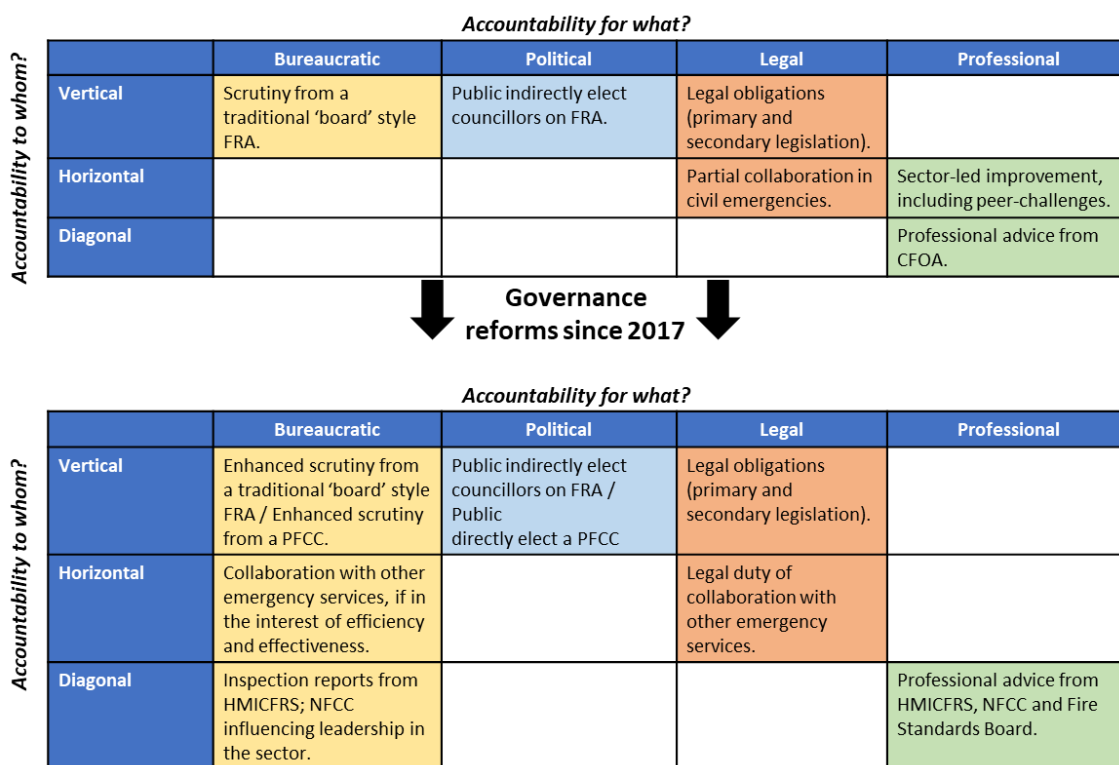 Accountability for what?
Accountability to whom?
Bureaucratic
Political
Legal
Professional
Vertical
Scrutiny from a
traditional ‘board’ style
FRA.
Public indirectly elect
councillors on FRA.
Legal obligations
(primary and
secondary legislation).
Horizontal
Partial collaboration in
civil emergencies.
Sector-led improvement,
including peer-challenges.
Diagonal
Professional advice from
CFOA.
Governance
reforms since 2017
Accountability for what?
Accountability to whom?
Bureaucratic
Political
Legal
Professional
Vertical
Enhanced scrutiny from
a traditional ‘board’ style
FRA / Enhanced scrutiny
from a PFCC.
Public indirectly elect
councillors on FRA /
Public
directly elect a PFCC
Legal obligations
(primary and
secondary legislation).
Horizontal
Collaboration with other
emergency services, if in
the interest of efficiency
and effectiveness.
Legal duty of
collaboration with
other emergency
services.
Diagonal
Inspection reports from
HMICFRS; NFCC
influencing leadership in
the sector.
Professional advice from
HMICFRS, NFCC and Fire
Standards Board.